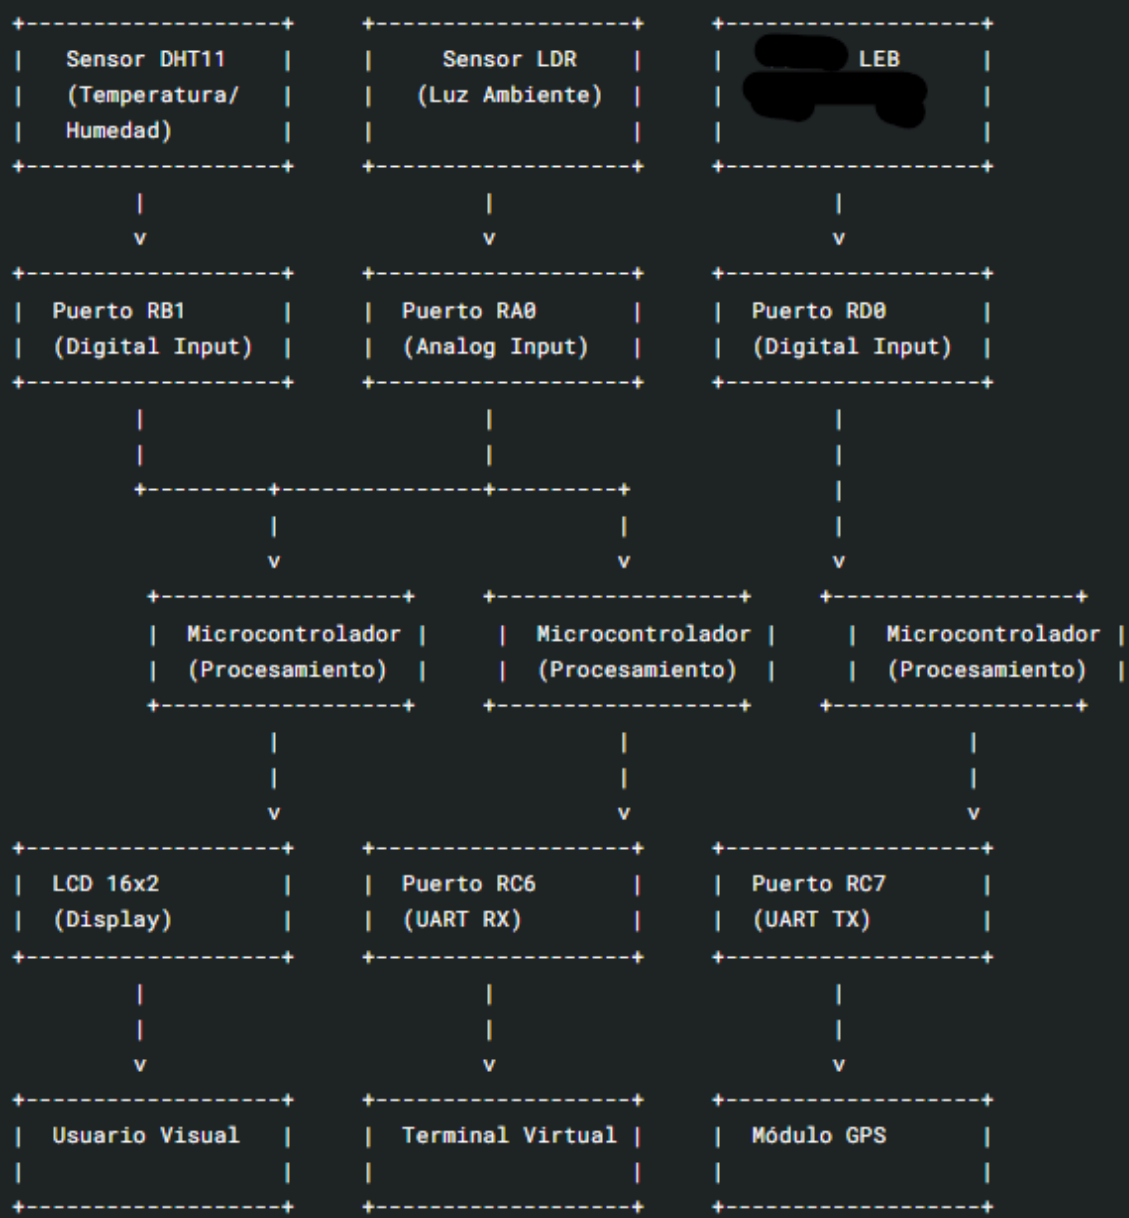 +-------------------+ +-------------------+ +-------------------+
| Sensor DHT11 | | Sensor LDR | | LEB |
| (Temperatura/ | | (Luz Ambiente) | | |
| Humedad) | | | | |
+-------------------+ +-------------------+ +-------------------+
| | |
v v v
+-------------------+ +-------------------+ +-------------------+
| Puerto RB1 | | Puerto RA0 | | Puerto RD0 |
| (Digital Input) | | (Analog Input) | | (Digital Input) |
+-------------------+ +-------------------+ +-------------------+
| | |
| | |
+---------+---------------+---------+ |
| | |
v v v
+------------------+ +------------------+ +------------------+
| Microcontrolador | | Microcontrolador | | Microcontrolador |
| (Procesamiento) | | (Procesamiento) | | (Procesamiento) |
+------------------+ +------------------+ +------------------+
| | |
| | |
v v v
+-------------------+ +-------------------+ +-------------------+
| LCD 16x2 | | Puerto RC6 | | Puerto RC7 |
| (Display) | | (UART RX) | | (UART TX) |
+-------------------+ +-------------------+ +-------------------+
| | |
| | |
v v v
+-------------------+ +-------------------+ +-------------------+
| Usuario Visual | | Terminal Virtual | | Módulo GPS |
| | | | | |
+-------------------+ +-------------------+ +-------------------+